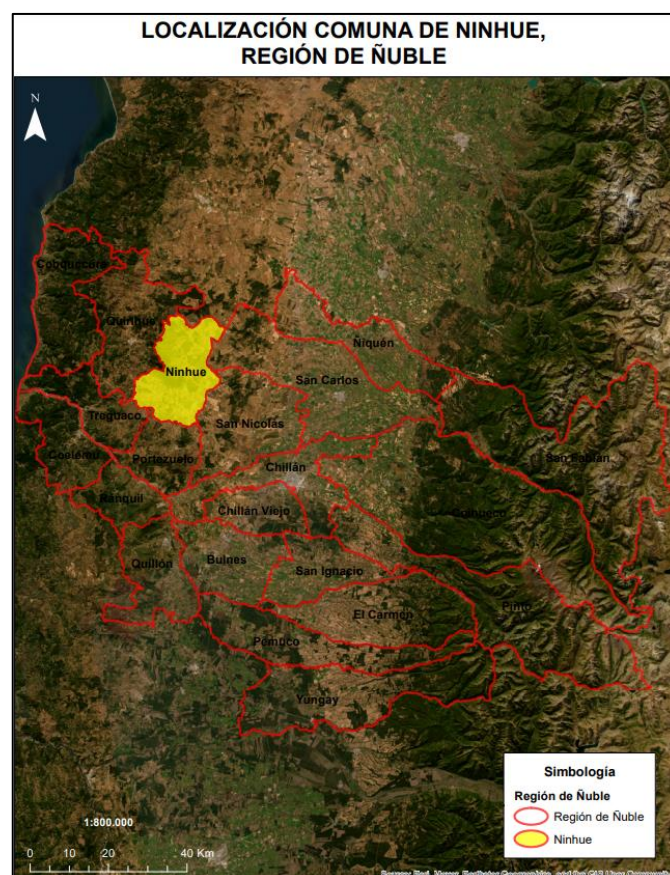 LOCALIZACIÓN COMUNA DE NINHUE,
REGIÓN DE ÑUBLE
N
Cobquecura
Quirihue
Ninhue
Ñiquén
San Carlos
Treguaco
San Nicolás
Coelemu
Portezuelo
San Fabián
Chillán
Ránquil
Chillán Viejo
Coihueco
Quillón
Bulnes
San Ignacio
Pinto
El Carmen
Pemuco
Yungay
Simbología
Región de Ñuble
Región de Ñuble
Ninhue
1:800.000
0 10 20 40 Km